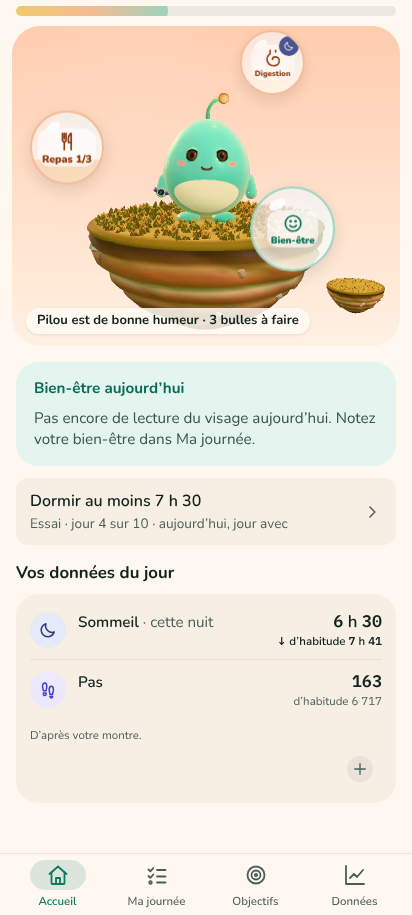 Digestion
Repas 1/3
Bien-être
Pilou est de bonne humeur · 3 bulles à faire
Bien-être aujourd'hui
Pas encore de lecture du visage aujourd'hui. Notez
votre bien-être dans Ma journée.
Dormir au moins 7 h 30
Essai · jour 4 sur 10 · aujourd'hui, jour avec
Vos données du jour
Sommeil · cette nuit
6 h 30
↓ d'habitude 7 h 41
Pas
163
d'habitude 6 717
D'après votre montre.
Accueil
Ma journée
Objectifs
Données